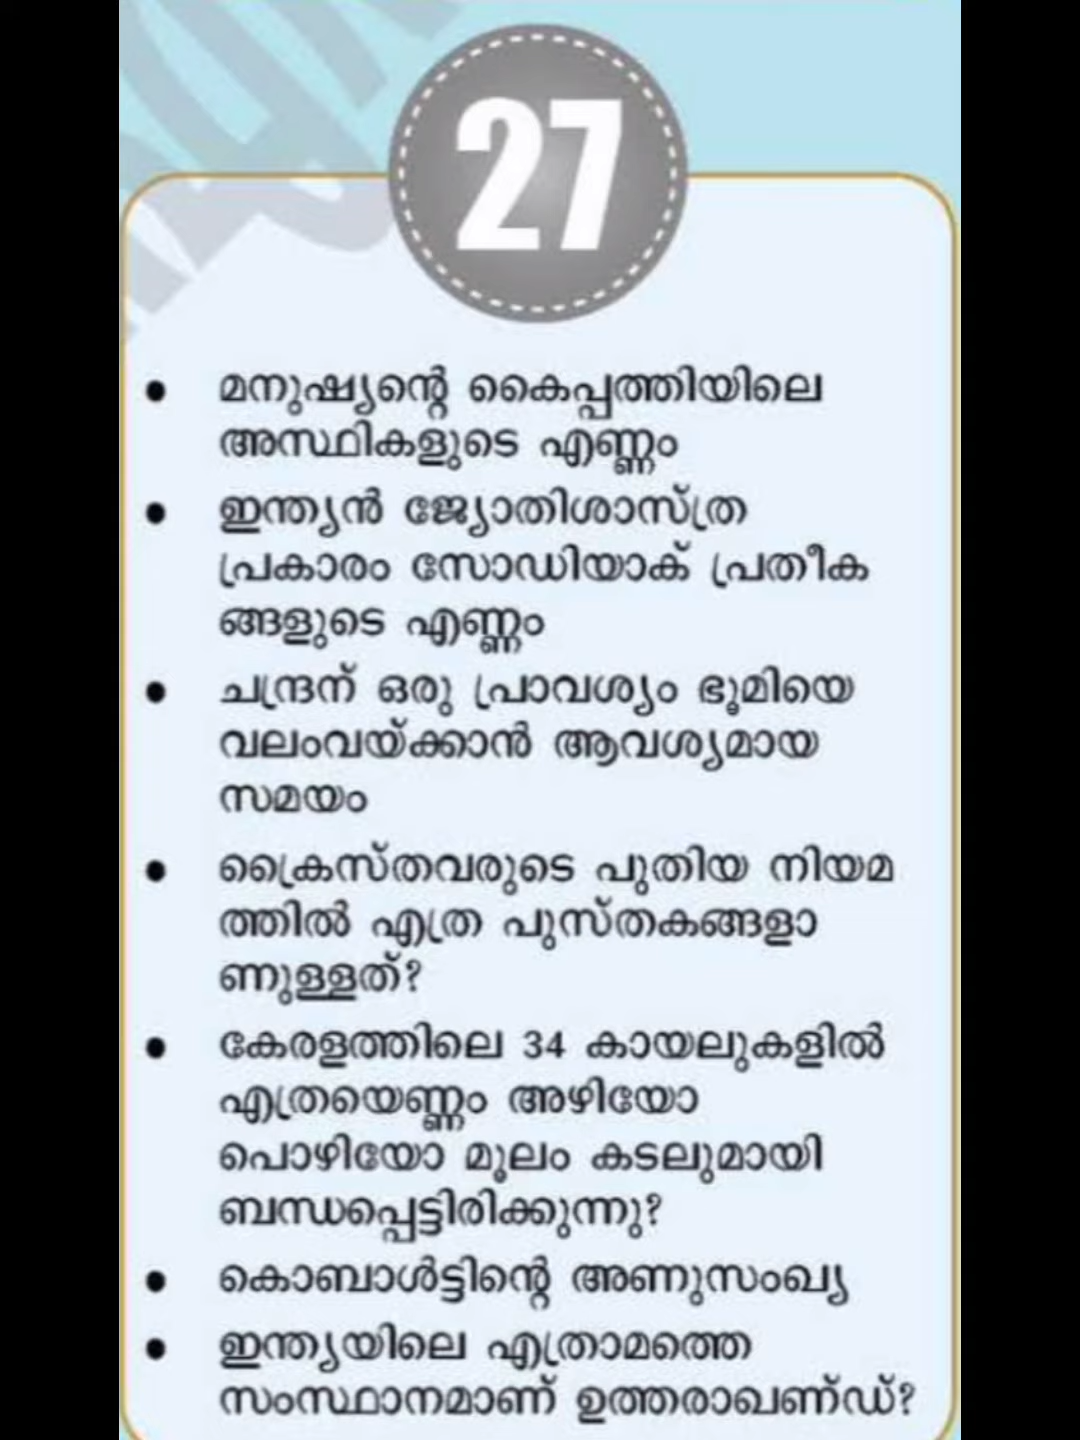 27
• മനുഷ്യന്റെ കൈപ്പത്തിയിലെ
അസ്ഥികളുടെ എണ്ണം
• ഇന്ത്യൻ ജ്യോതിശാസ്ത്ര
പ്രകാരം സോഡിയാക് പ്രതീക
ങ്ങളുടെ എണ്ണം
• ചന്ദ്രന് ഒരു പ്രാവശ്യം ഭൂമിയെ
വലംവയ്ക്കാൻ ആവശ്യമായ
സമയം
• ക്രൈസ്തവരുടെ പുതിയ നിയമ
ത്തിൽ എത്ര പുസ്തകങ്ങളാ
ണുള്ളത്?
• കേരളത്തിലെ 34 കായലുകളിൽ
എത്രയെണ്ണം അഴിയോ
പൊഴിയോ മൂലം കടലുമായി
ബന്ധപ്പെട്ടിരിക്കുന്നു?
• കൊബാൾട്ടിന്റെ അണുസംഖ്യ
• ഇന്ത്യയിലെ എത്രാമത്തെ
സംസ്ഥാനമാണ് ഉത്തരാഖണ്ഡ്?